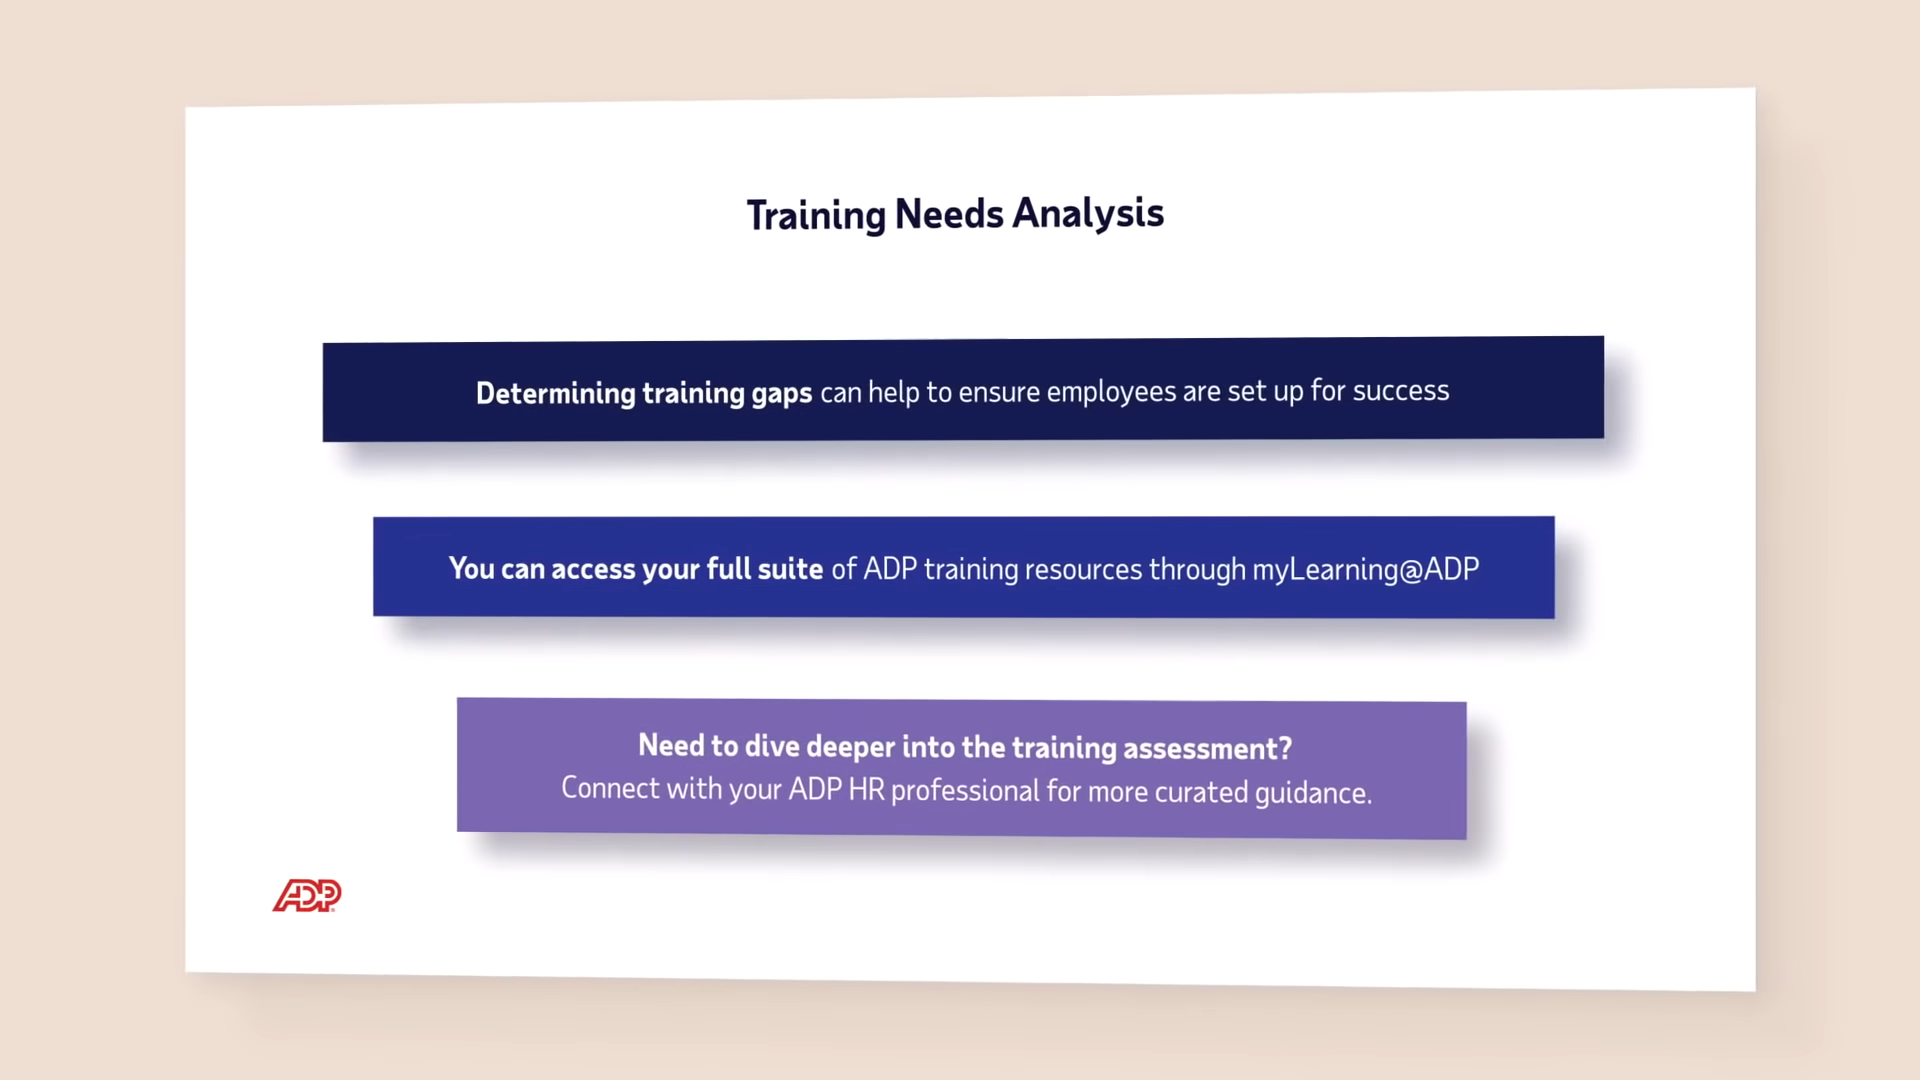 Training Needs Analysis
Determining training gaps can help to ensure employees are set up for success
You can access your full suite of ADP training resources through myLearning@ADP
Need to dive deeper into the training assessment?
Connect with your ADP HR professional for more curated guidance.
ADP